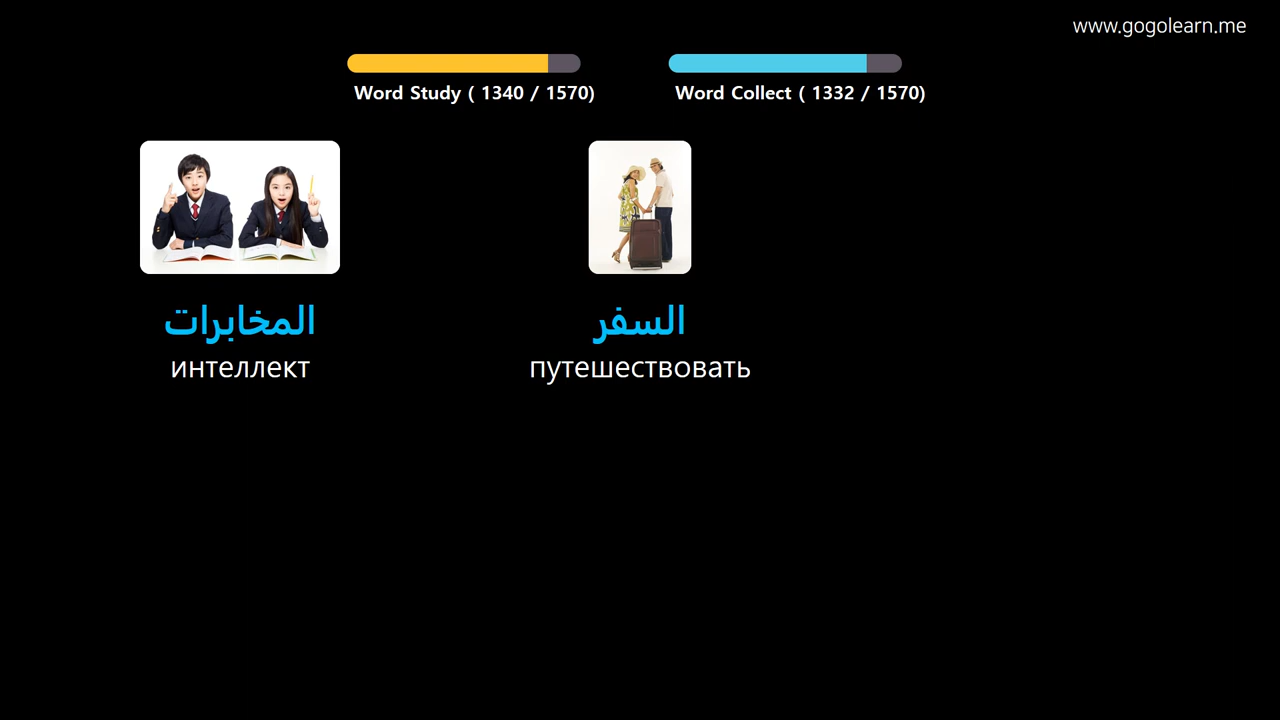 www.gogolearn.me
Word Study ( 1340 / 1570)
Word Collect ( 1332 / 1570)
المخابرات
интеллект
السفر
путешествовать